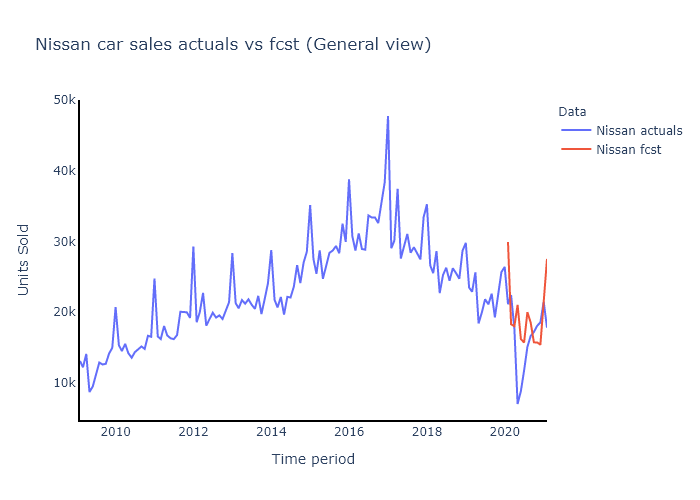 Nissan car sales actuals vs fcst (General view)
Data
Nissan actuals
Nissan fcst
50k
40k
30k
20k
10k
Units Sold
2010 2012 2014 2016 2018 2020
Time period